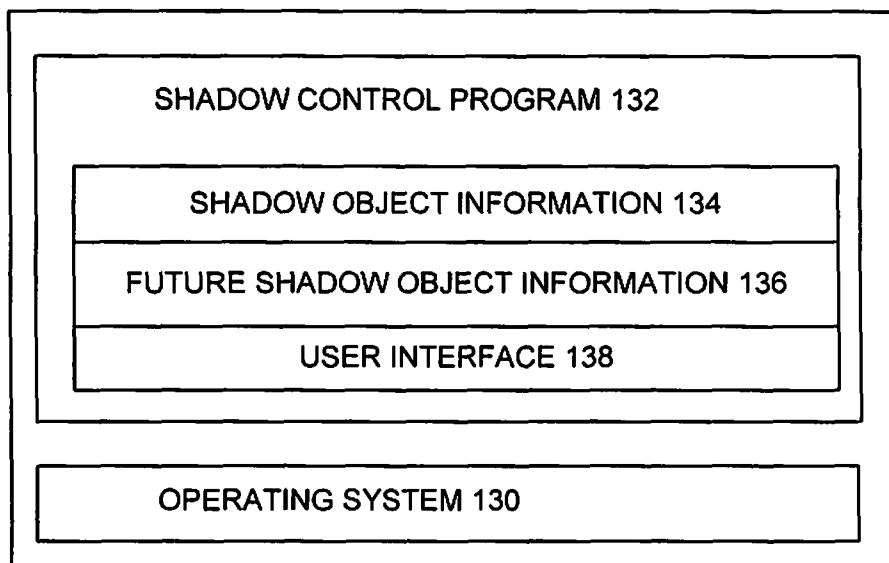 SHADOW CONTROL PROGRAM 132
SHADOW OBJECT INFORMATION 134
FUTURE SHADOW OBJECT INFORMATION 136
USER INTERFACE 138
OPERATING SYSTEM 130